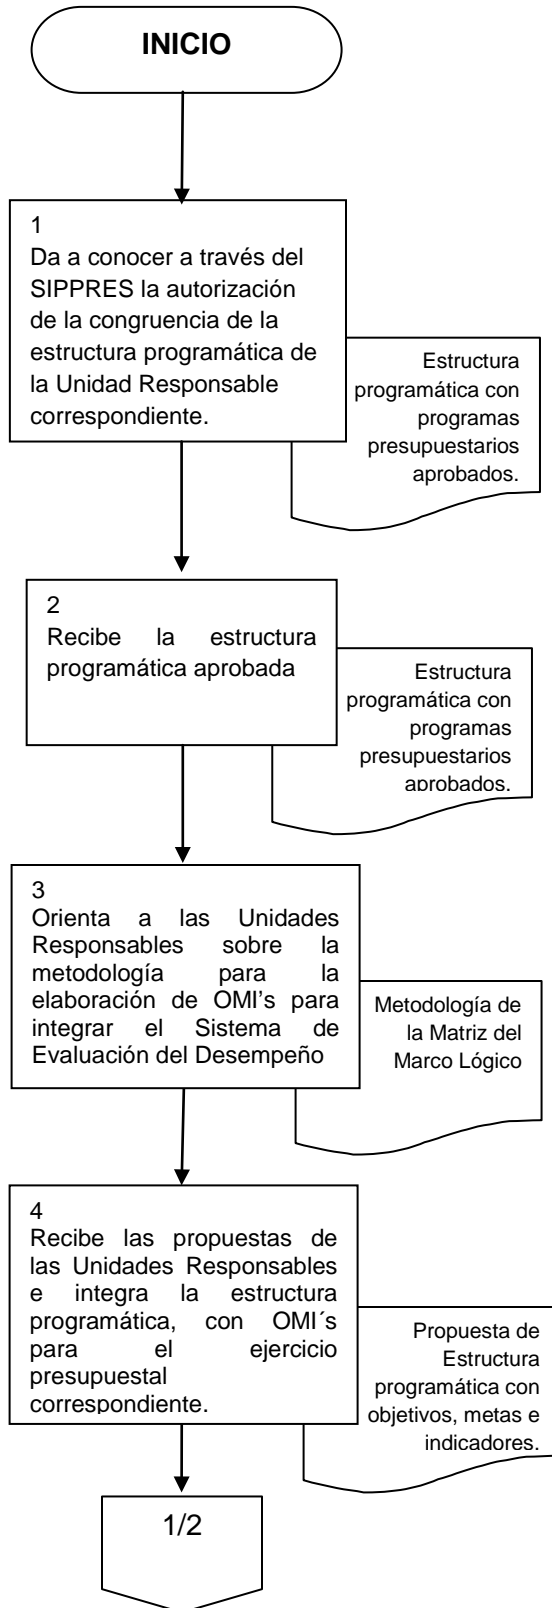 INICIO
1
Da a conocer a través del
SIPPRES la autorización
de la congruencia de la
estructura programática de
la Unidad Responsable
correspondiente.
Estructura
programática con
programas
presupuestarios
aprobados.
2
Recibe la estructura
programática aprobada
Estructura
programática con
programas
presupuestarios
aprobados.
3
Orienta a las Unidades
Responsables sobre la
metodología para la
elaboración de OMI's para
integrar el Sistema de
Evaluación del Desempeño
Metodología de
la Matriz del
Marco Lógico
4
Recibe las propuestas de
las Unidades Responsables
e integra la estructura
programática, con OMI´s
para el ejercicio
presupuestal
correspondiente.
Propuesta de
Estructura
programática con
objetivos, metas e
indicadores.
1/2